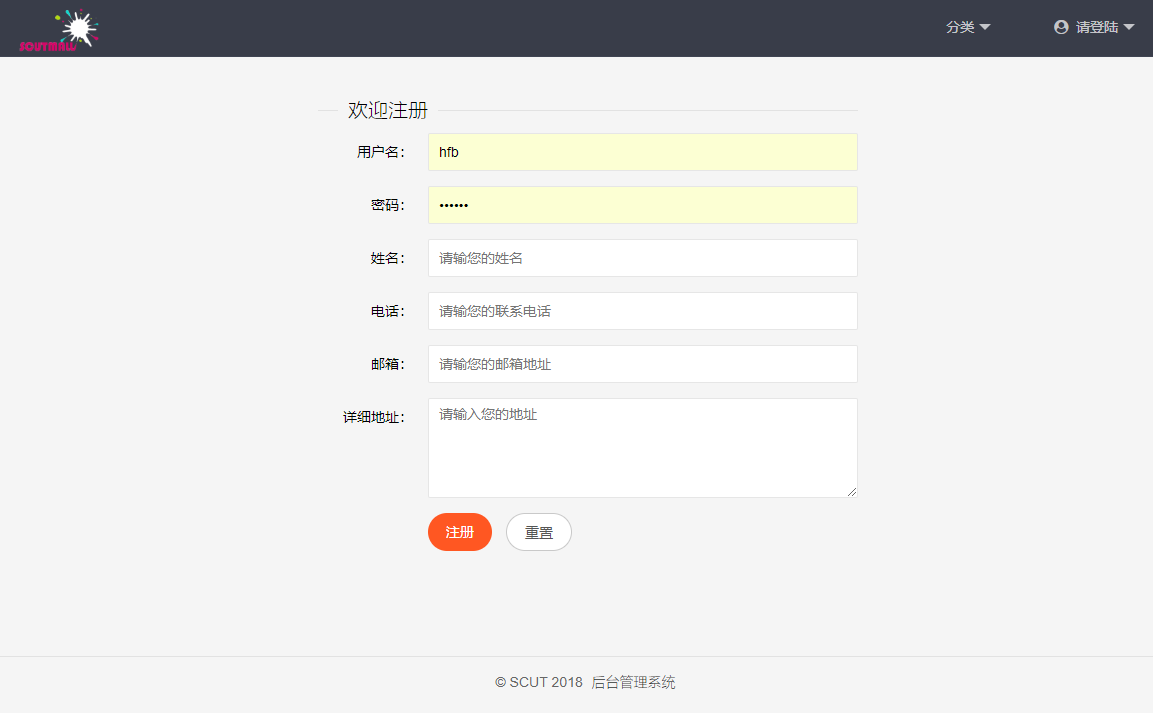 SCUTMALL
分类
请登陆
欢迎注册
用户名：
hfb
密码：
••••••
姓名：
请输您的姓名
电话：
请输您的联系电话
邮箱：
请输您的邮箱地址
详细地址：
请输入您的地址
注册
重置
© SCUT 2018 后台管理系统